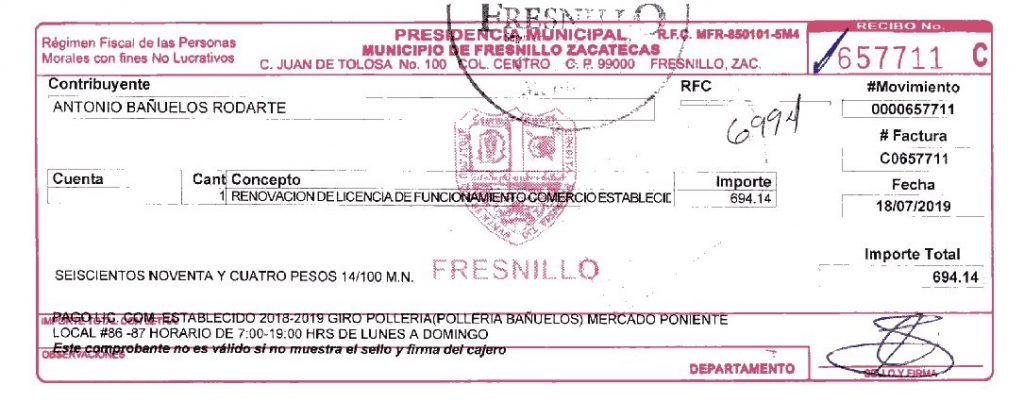 FRESNILLO
RECIBO No.
657711 C
PRESIDENCIA MUNICIPAL R.F.C. MFR-850101-5M4
MUNICIPIO DE FRESNILLO ZACATECAS
C. JUAN DE TOLOSA No. 100 COL. CENTRO C. P. 99000 FRESNILLO, ZAC.
Régimen Fiscal de las Personas
Morales con fines No Lucrativos
Contribuyente
ANTONIO BAÑUELOS RODARTE
RFC
6994
#Movimiento
0000657711
# Factura
C0657711
Fecha
18/07/2019
Cuenta Cant Concepto Importe
1 RENOVACION DE LICENCIA DE FUNCIONAMIENTO COMERCIO ESTABLECID 694.14
Importe Total
694.14
FRESNILLO
SEISCIENTOS NOVENTA Y CUATRO PESOS 14/100 M.N.
IMPORTE TOTAL CON LETRA
PAGO LIC. COM. ESTABLECIDO 2018-2019 GIRO POLLERIA(POLLERIA BAÑUELOS) MERCADO PONIENTE
LOCAL #86 -87 HORARIO DE 7:00-19:00 HRS DE LUNES A DOMINGO
Este comprobante no es válido si no muestra el sello y firma del cajero
OBSERVACIONES
DEPARTAMENTO
SELLO Y FIRMA